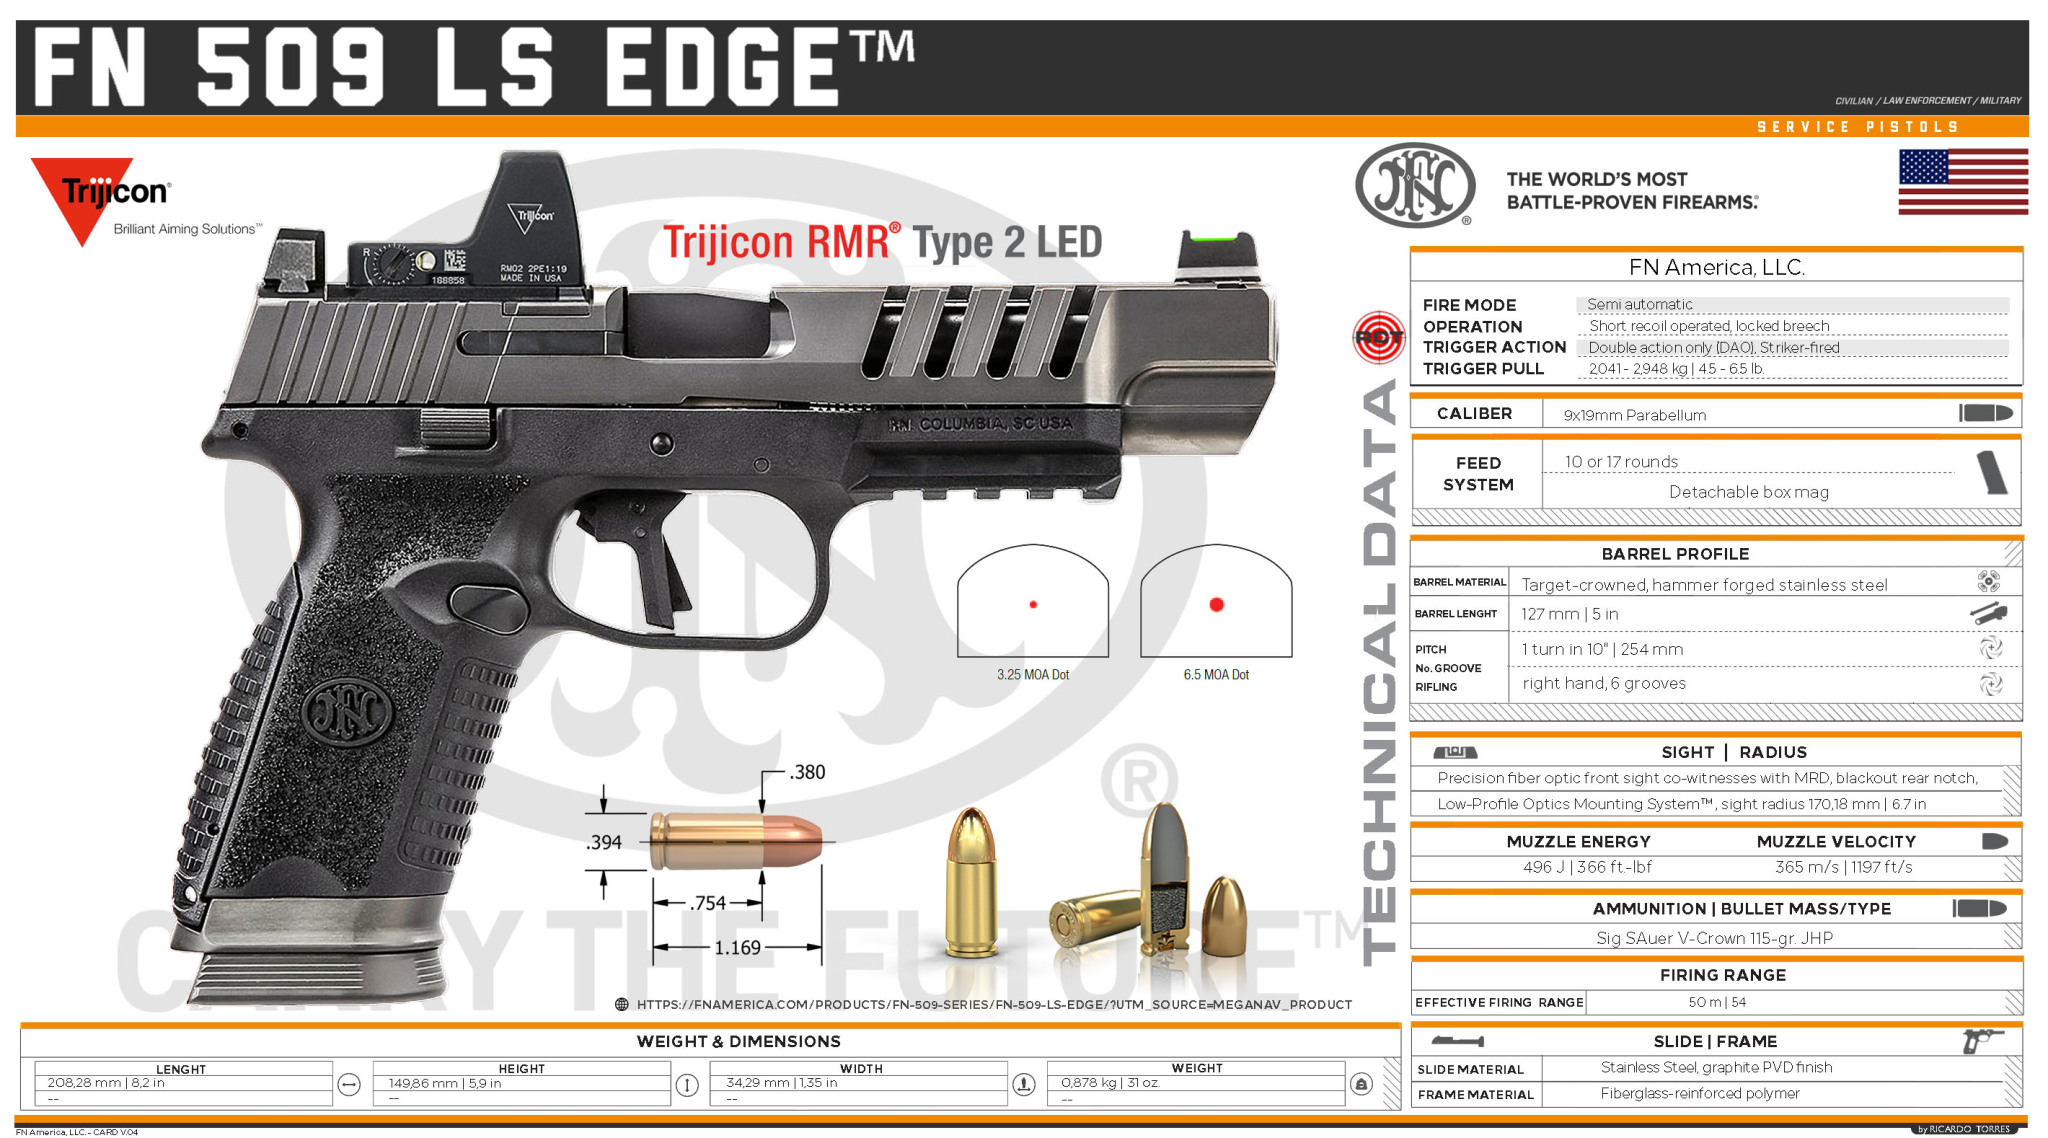 FN 509 LS EDGE™
CIVILIAN / LAW ENFORCEMENT / MILITARY
SERVICE PISTOLS
Trijicon®
Brilliant Aiming Solutions™
Trijicon RMR® Type 2 LED
Trijicon
R
188858
RM02 2PE1:19
MADE IN USA
COLUMBIA, SC USA
3.25 MOA Dot
6.5 MOA Dot
.380
.394
.754
1.169
CARRY THE FUTURE™
HTTPS://FNAMERICA.COM/PRODUCTS/FN-509-SERIES/FN-509-LS-EDGE/?UTM_SOURCE=MEGANAV_PRODUCT
FN
®
THE WORLD'S MOST
BATTLE-PROVEN FIREARMS.®
TECHNICAL DATA
RDT
FN America, LLC.
FIRE MODE Semi automatic
OPERATION Short recoil operated, locked breech
TRIGGER ACTION Double action only (DAO), Striker-fired
TRIGGER PULL 2,041 - 2,948 kg | 4.5 - 6.5 lb.
CALIBER 9x19mm Parabellum
FEED SYSTEM 10 or 17 rounds
Detachable box mag
BARREL PROFILE
BARREL MATERIAL Target-crowned, hammer forged stainless steel
BARREL LENGHT 127 mm | 5 in
PITCH 1 turn in 10" | 254 mm
No. GROOVE
RIFLING right hand, 6 grooves
SIGHT | RADIUS
Precision fiber optic front sight co-witnesses with MRD, blackout rear notch,
Low-Profile Optics Mounting System™, sight radius 170,18 mm | 6.7 in
MUZZLE ENERGY MUZZLE VELOCITY
496 J | 366 ft.-lbf 365 m/s | 1197 ft/s
AMMUNITION | BULLET MASS/TYPE
Sig SAuer V-Crown 115-gr. JHP
FIRING RANGE
EFFECTIVE FIRING RANGE 50 m | 54
SLIDE | FRAME
SLIDE MATERIAL Stainless Steel, graphite PVD finish
FRAME MATERIAL Fiberglass-reinforced polymer
WEIGHT & DIMENSIONS
LENGHT HEIGHT WIDTH WEIGHT
208,28 mm | 8,2 in 149,86 mm | 5,9 in 34,29 mm | 1,35 in 0,878 kg | 31 oz.
-- -- -- --
FN America, LLC. - CARD V.04
by RICARDO TORRES